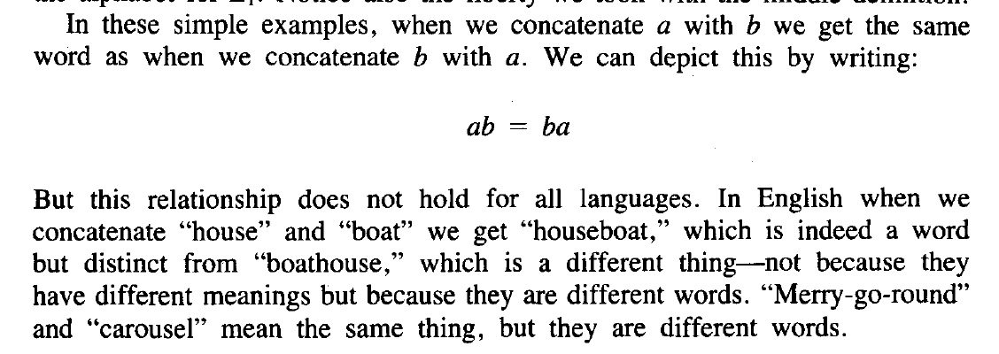 In these simple examples, when we concatenate a with b we get the same
word as when we concatenate b with a. We can depict this by writing:
ab = ba
But this relationship does not hold for all languages. In English when we
concatenate “house” and “boat” we get “houseboat,” which is indeed a word
but distinct from “boathouse,” which is a different thing—not because they
have different meanings but because they are different words. “Merry-go-round”
and “carousel” mean the same thing, but they are different words.